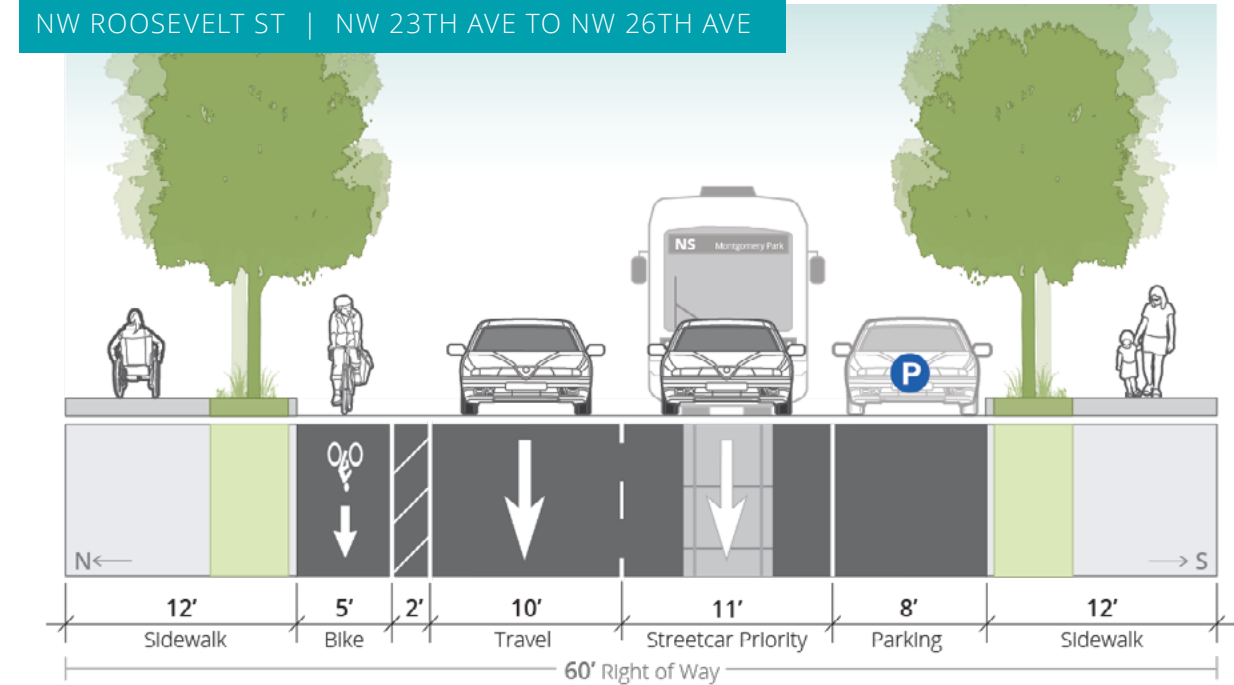 NW ROOSEVELT ST | NW 23TH AVE TO NW 26TH AVE
NS Montgomery Park
P
N
S
12' 5' 2' 10' 11' 8' 12'
Sidewalk Bike Travel Streetcar Priority Parking Sidewalk
60' Right of Way